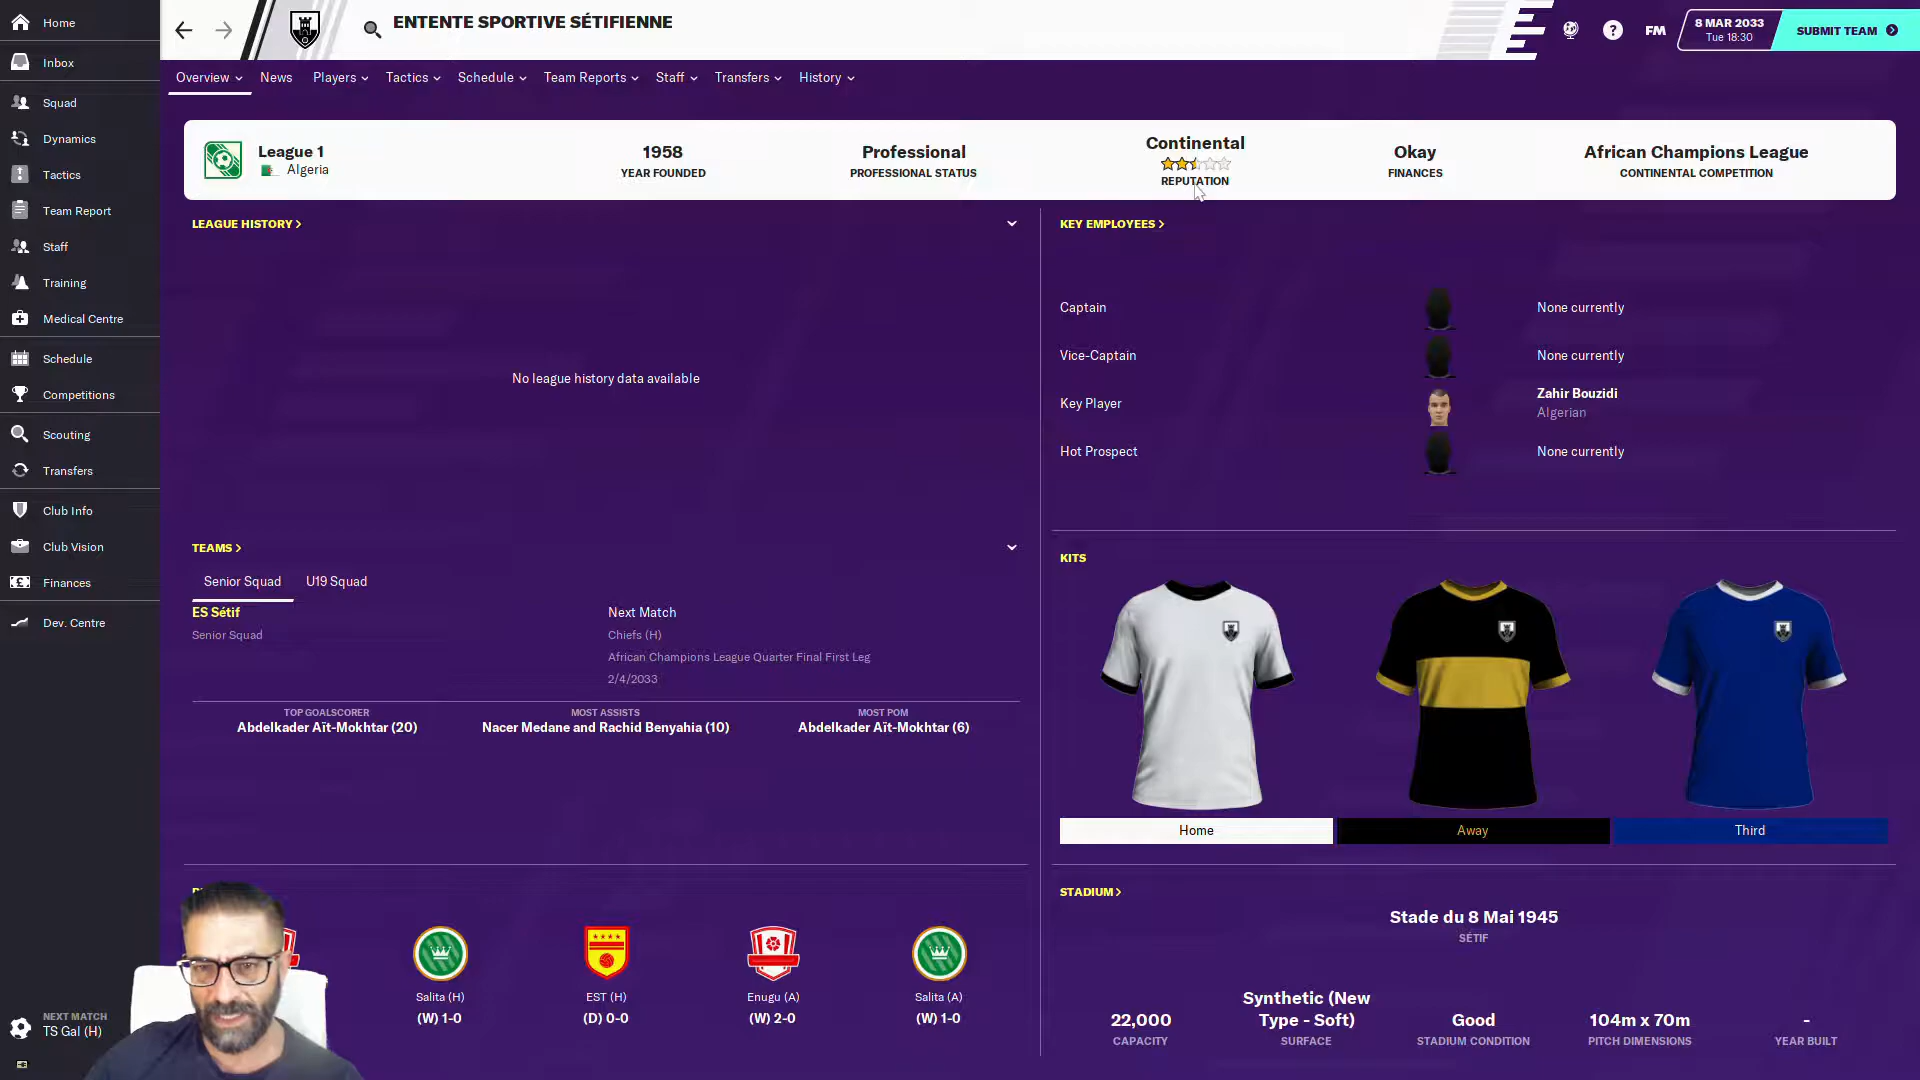 Home
Inbox
Squad
Dynamics
Tactics
Team Report
Staff
Training
Medical Centre
Schedule
Competitions
Scouting
Transfers
Club Info
Club Vision
Finances
Dev. Centre
NEXT MATCH
TS Gal (H)
ENTENTE SPORTIVE SÉTIFIENNE
? FM
8 MAR 2033
Tue 18:30
SUBMIT TEAM
Overview News Players Tactics Schedule Team Reports Staff Transfers History
League 1
Algeria
1958
YEAR FOUNDED
Professional
PROFESSIONAL STATUS
Continental
REPUTATION
Okay
FINANCES
African Champions League
CONTINENTAL COMPETITION
LEAGUE HISTORY >
No league history data available
TEAMS >
Senior Squad U19 Squad
ES Sétif
Senior Squad
Next Match
Chiefs (H)
African Champions League Quarter Final First Leg
2/4/2033
TOP GOALSCORER
Abdelkader Aït-Mokhtar (20)
MOST ASSISTS
Nacer Medane and Rachid Benyahia (10)
MOST POM
Abdelkader Aït-Mokhtar (6)
Salita (H)
(W) 1-0
EST (H)
(D) 0-0
Enugu (A)
(W) 2-0
Salita (A)
(W) 1-0
KEY EMPLOYEES >
Captain None currently
Vice-Captain None currently
Key Player Zahir Bouzidi
Algerian
Hot Prospect None currently
KITS
Home Away Third
STADIUM >
Stade du 8 Mai 1945
SÉTIF
22,000
CAPACITY
Synthetic (New
Type - Soft)
SURFACE
Good
STADIUM CONDITION
104m x 70m
PITCH DIMENSIONS
-
YEAR BUILT